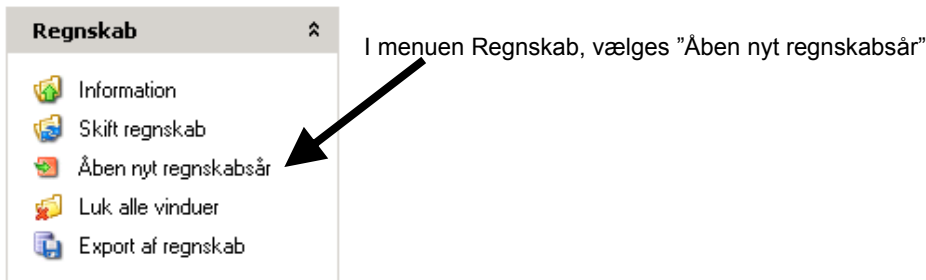 Regnskab
I menuen Regnskab, vælges ”Åben nyt regnskabsår”
Information
Skift regnskab
Åben nyt regnskabsår
Luk alle vinduer
Export af regnskab